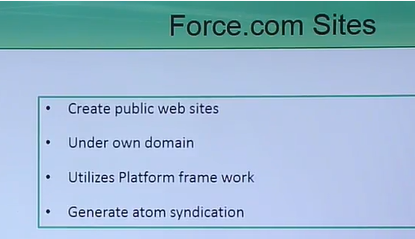 Force.com Sites
• Create public web sites
• Under own domain
• Utilizes Platform frame work
• Generate atom syndication